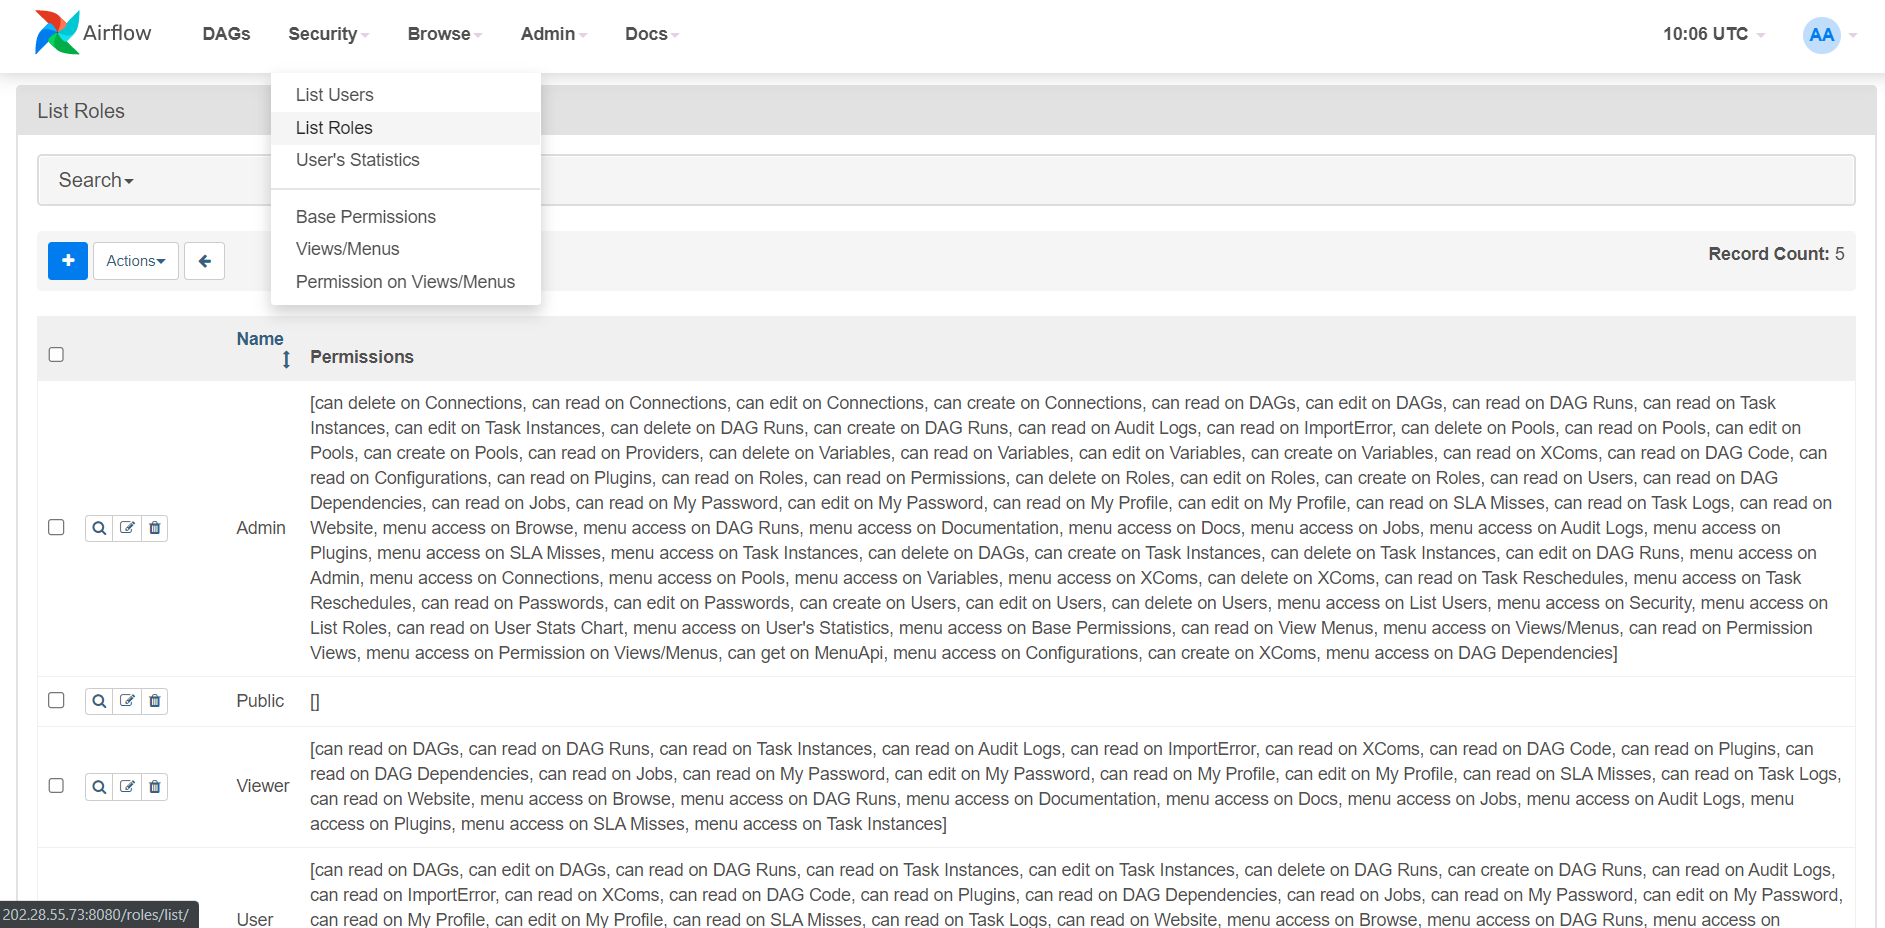 Airflow
DAGs
Security
Browse
Admin
Docs
10:06 UTC
AA
List Users
List Roles
User's Statistics
Base Permissions
Views/Menus
Permission on Views/Menus
List Roles
Search
Actions
Record Count: 5
Name
Permissions
Admin
[can delete on Connections, can read on Connections, can edit on Connections, can create on Connections, can read on DAGs, can edit on DAGs, can read on DAG Runs, can read on Task
Instances, can edit on Task Instances, can delete on DAG Runs, can create on DAG Runs, can read on Audit Logs, can read on ImportError, can delete on Pools, can read on Pools, can edit on
Pools, can create on Pools, can read on Providers, can delete on Variables, can read on Variables, can edit on Variables, can create on Variables, can read on XComs, can read on DAG Code, can
read on Configurations, can read on Plugins, can read on Roles, can read on Permissions, can delete on Roles, can edit on Roles, can create on Roles, can read on Users, can read on DAG
Dependencies, can read on Jobs, can read on My Password, can edit on My Password, can read on My Profile, can edit on My Profile, can read on SLA Misses, can read on Task Logs, can read on
Website, menu access on Browse, menu access on DAG Runs, menu access on Documentation, menu access on Docs, menu access on Jobs, menu access on Audit Logs, menu access on
Plugins, menu access on SLA Misses, menu access on Task Instances, can delete on DAGs, can create on Task Instances, can delete on Task Instances, can edit on DAG Runs, menu access on
Admin, menu access on Connections, menu access on Pools, menu access on Variables, menu access on XComs, can delete on XComs, can read on Task Reschedules, menu access on Task
Reschedules, can read on Passwords, can edit on Passwords, can create on Users, can edit on Users, can delete on Users, menu access on List Users, menu access on Security, menu access on
List Roles, can read on User Stats Chart, menu access on User's Statistics, menu access on Base Permissions, can read on View Menus, menu access on Views/Menus, can read on Permission
Views, menu access on Permission on Views/Menus, can get on MenuApi, menu access on Configurations, can create on XComs, menu access on DAG Dependencies]
Public
[]
Viewer
[can read on DAGs, can read on DAG Runs, can read on Task Instances, can read on Audit Logs, can read on ImportError, can read on XComs, can read on DAG Code, can read on Plugins, can
read on DAG Dependencies, can read on Jobs, can read on My Password, can edit on My Password, can read on My Profile, can edit on My Profile, can read on SLA Misses, can read on Task Logs,
can read on Website, menu access on Browse, menu access on DAG Runs, menu access on Documentation, menu access on Docs, menu access on Jobs, menu access on Audit Logs, menu
access on Plugins, menu access on SLA Misses, menu access on Task Instances]
User
[can read on DAGs, can edit on DAGs, can read on DAG Runs, can read on Task Instances, can edit on Task Instances, can delete on DAG Runs, can create on DAG Runs, can read on Audit Logs,
can read on ImportError, can read on XComs, can read on DAG Code, can read on Plugins, can read on DAG Dependencies, can read on Jobs, can read on My Password, can edit on My Password,
can read on My Profile, can edit on My Profile, can read on SLA Misses, can read on Task Logs, can read on Website, menu access on Browse, menu access on DAG Runs, menu access on
202.28.55.73:8080/roles/list/